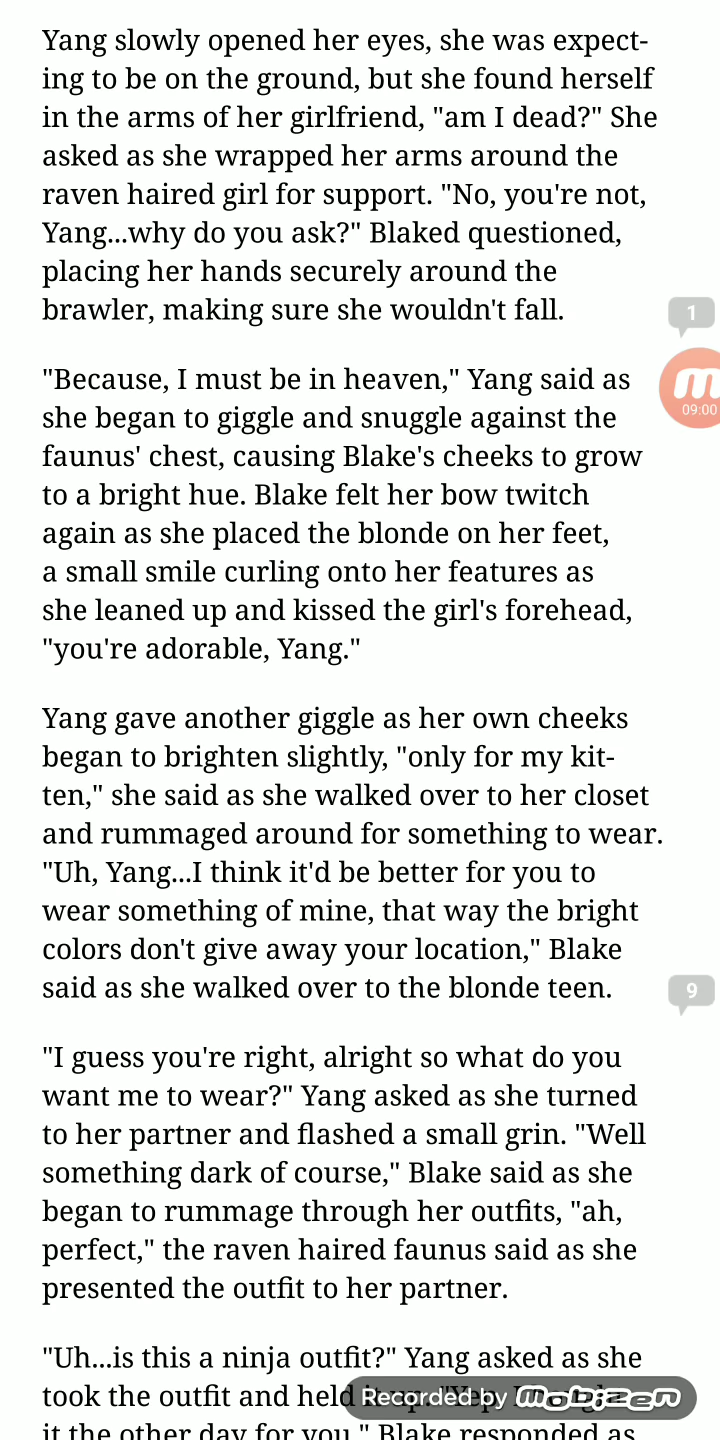 Yang slowly opened her eyes, she was expect-
ing to be on the ground, but she found herself
in the arms of her girlfriend, "am I dead?" She
asked as she wrapped her arms around the
raven haired girl for support. "No, you're not,
Yang...why do you ask?" Blaked questioned,
placing her hands securely around the
brawler, making sure she wouldn't fall.
1
"Because, I must be in heaven," Yang said as
09:00
she began to giggle and snuggle against the
faunus' chest, causing Blake's cheeks to grow
to a bright hue. Blake felt her bow twitch
again as she placed the blonde on her feet,
a small smile curling onto her features as
she leaned up and kissed the girl's forehead,
"you're adorable, Yang."
Yang gave another giggle as her own cheeks
began to brighten slightly, "only for my kit-
ten," she said as she walked over to her closet
and rummaged around for something to wear.
"Uh, Yang...I think it'd be better for you to
wear something of mine, that way the bright
colors don't give away your location," Blake
said as she walked over to the blonde teen.
9
"I guess you're right, alright so what do you
want me to wear?" Yang asked as she turned
to her partner and flashed a small grin. "Well
something dark of course," Blake said as she
began to rummage through her outfits, "ah,
perfect," the raven haired faunus said as she
presented the outfit to her partner.
"Uh...is this a ninja outfit?" Yang asked as she
took the outfit and held
Recorded by Mobizen
it the other day for you," Blake responded as